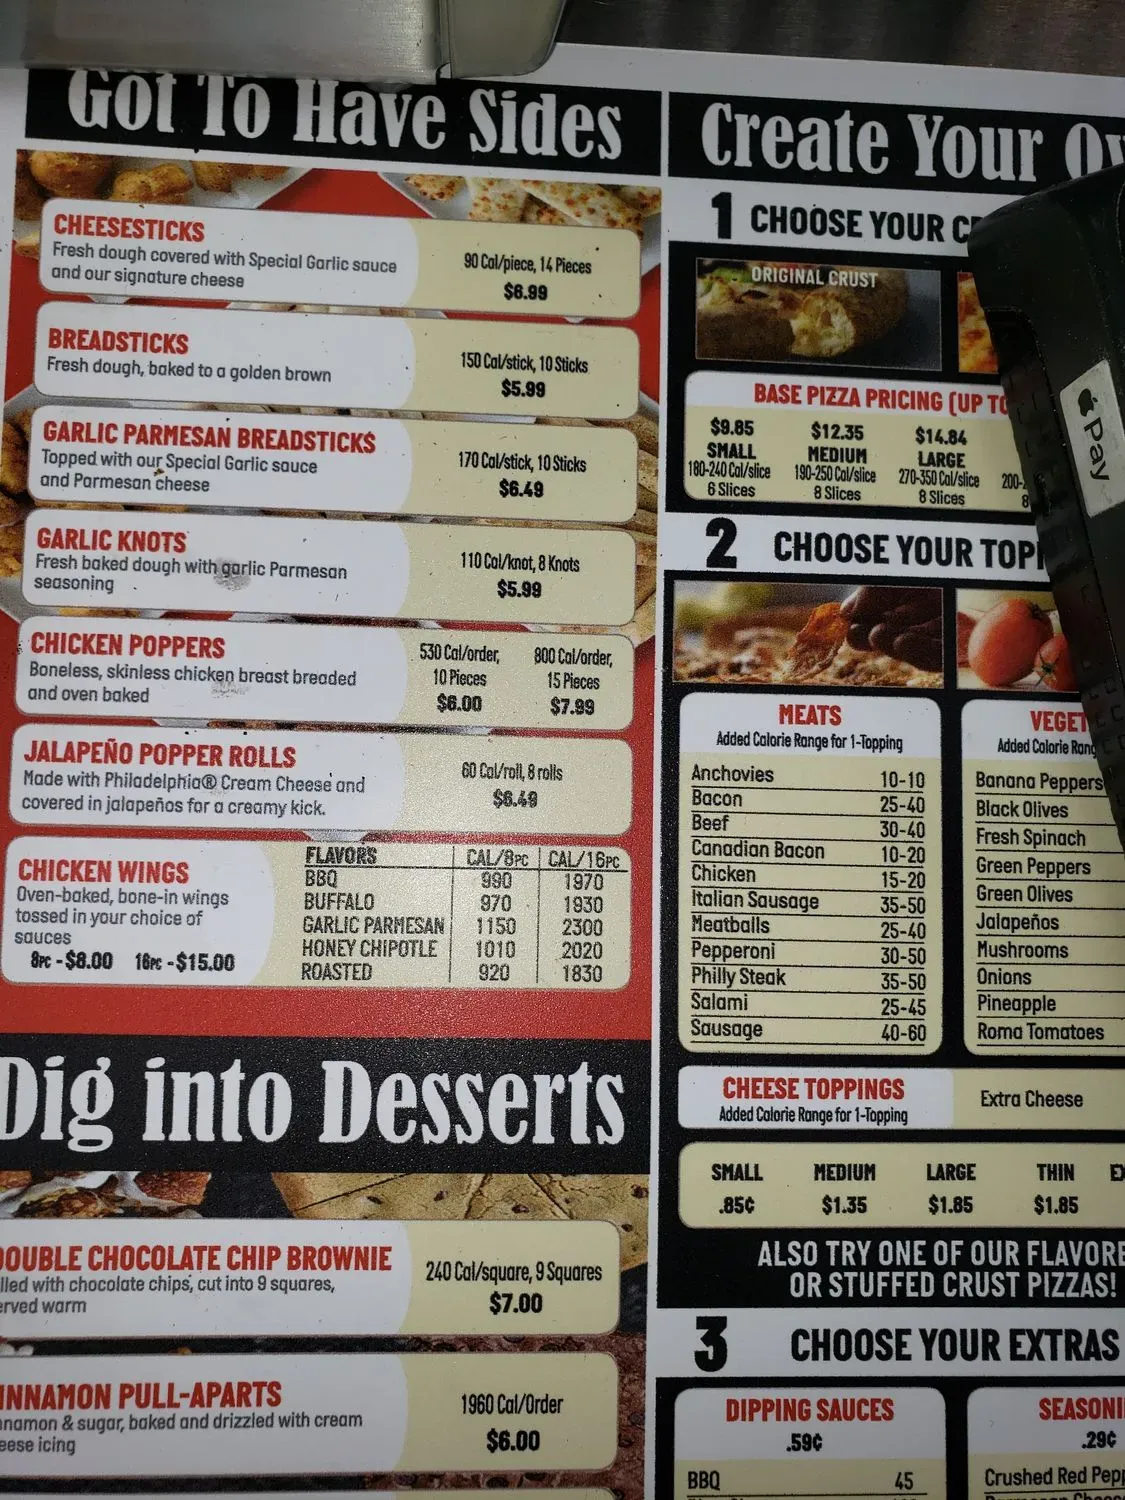 Got To Have Sides
CHEESESTICKS
Fresh dough covered with Special Garlic sauce
and our signature cheese
90 Cal/piece, 14 Pieces
$6.99
BREADSTICKS
Fresh dough, baked to a golden brown
150 Cal/stick, 10 Sticks
$5.99
GARLIC PARMESAN BREADSTICKS
Topped with our Special Garlic sauce
and Parmesan cheese
170 Cal/stick, 10 Sticks
$6.49
GARLIC KNOTS
Fresh baked dough with garlic Parmesan
seasoning
110 Cal/knot, 8 Knots
$5.99
CHICKEN POPPERS
Boneless, skinless chicken breast breaded
and oven baked
530 Cal/order,
10 Pieces
$6.00
800 Cal/order,
15 Pieces
$7.99
JALAPEÑO POPPER ROLLS
Made with Philadelphia® Cream Cheese and
covered in jalapeños for a creamy kick.
60 Cal/roll, 8 rolls
$6.49
CHICKEN WINGS
Oven-baked, bone-in wings
tossed in your choice of
sauces
8PC - $8.00 16PC - $15.00
FLAVORS CAL/8PC CAL/16PC
BBQ 990 1970
BUFFALO 970 1930
GARLIC PARMESAN 1150 2300
HONEY CHIPOTLE 1010 2020
ROASTED 920 1830
Dig into Desserts
DOUBLE CHOCOLATE CHIP BROWNIE
lled with chocolate chips, cut into 9 squares,
erved warm
240 Cal/square, 9 Squares
$7.00
INNAMON PULL-APARTS
nnamon & sugar, baked and drizzled with cream
eese icing
1960 Cal/Order
$6.00
Create Your Ow
1 CHOOSE YOUR CR
ORIGINAL CRUST
BASE PIZZA PRICING (UP TO
$9.85
SMALL
180-240 Cal/slice
6 Slices
$12.35
MEDIUM
190-250 Cal/slice
8 Slices
$14.84
LARGE
270-350 Cal/slice
8 Slices
200-
8
Pay
2 CHOOSE YOUR TOPP
MEATS
Added Calorie Range for 1-Topping
Anchovies 10-10
Bacon 25-40
Beef 30-40
Canadian Bacon 10-20
Chicken 15-20
Italian Sausage 35-50
Meatballs 25-40
Pepperoni 30-50
Philly Steak 35-50
Salami 25-45
Sausage 40-60
VEGET
Added Calorie Rang
Banana Peppers
Black Olives
Fresh Spinach
Green Peppers
Green Olives
Jalapeños
Mushrooms
Onions
Pineapple
Roma Tomatoes
CHEESE TOPPINGS
Added Calorie Range for 1-Topping
Extra Cheese
SMALL MEDIUM LARGE THIN EX
.85¢ $1.35 $1.85 $1.85
ALSO TRY ONE OF OUR FLAVORE
OR STUFFED CRUST PIZZAS!
3 CHOOSE YOUR EXTRAS
DIPPING SAUCES
.59¢
BBQ 45
SEASONI
.29¢
Crushed Red Pepp